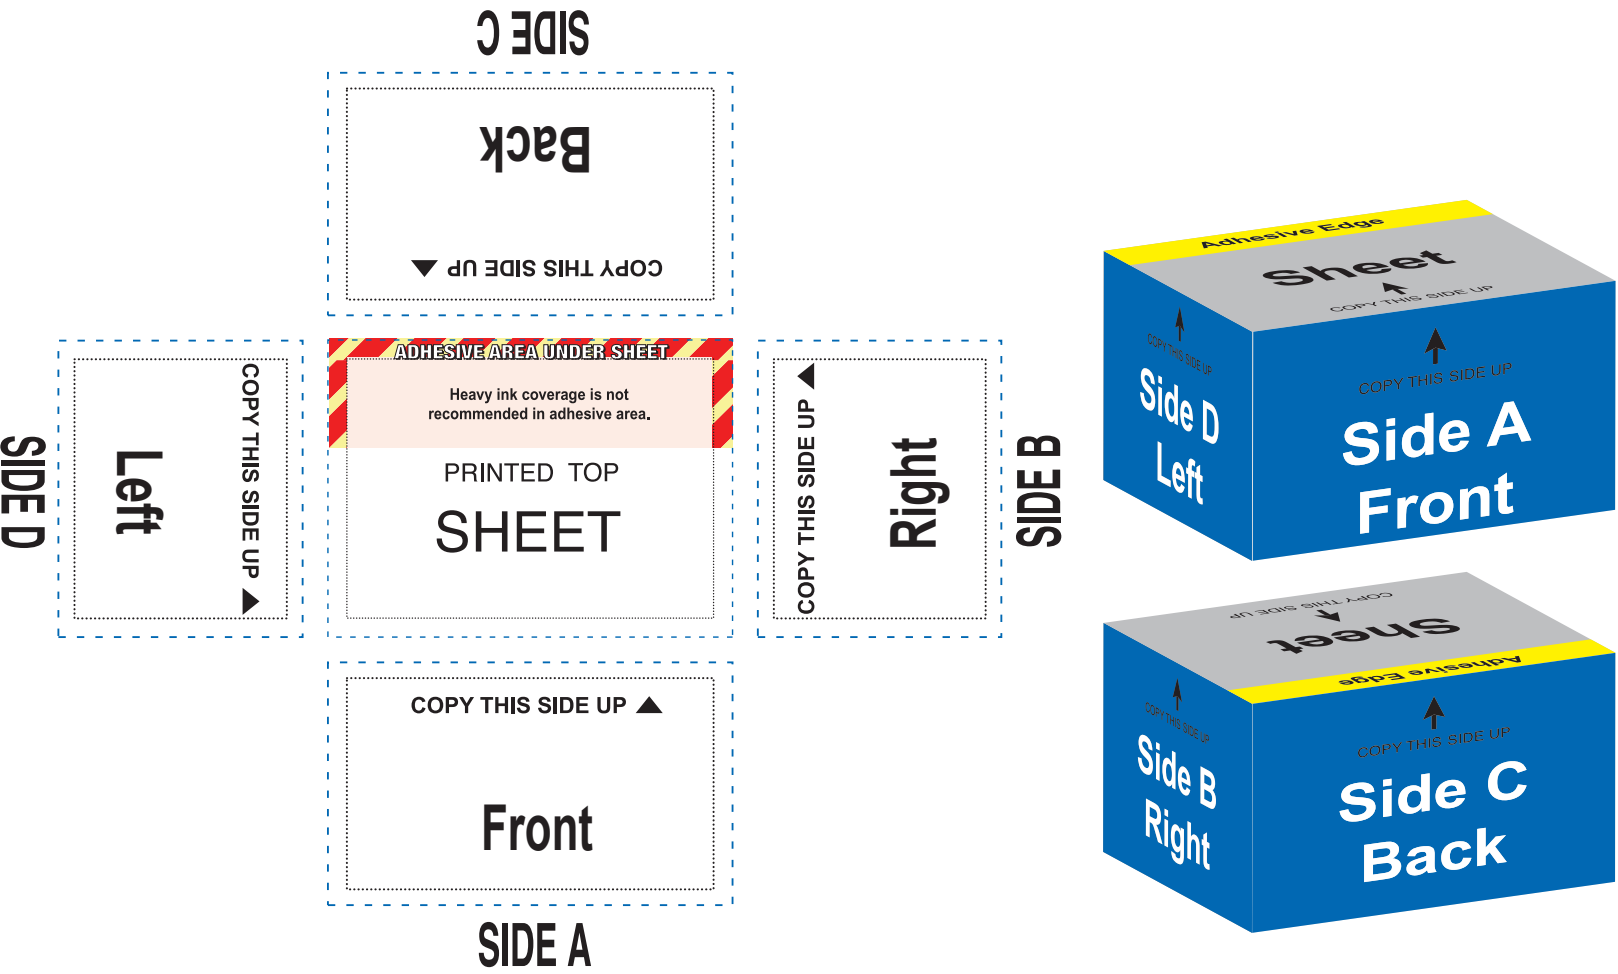 SIDE C
Back
COPY THIS SIDE UP
SIDE D
Left
COPY THIS SIDE UP
ADHESIVE AREA UNDER SHEET
Heavy ink coverage is not
recommended in adhesive area.
PRINTED TOP
SHEET
COPY THIS SIDE UP
Right
SIDE B
COPY THIS SIDE UP
Front
SIDE A
Adhesive Edge
Sheet
COPY THIS SIDE UP
COPY THIS SIDE UP
Side D
Left
COPY THIS SIDE UP
Side A
Front
COPY THIS SIDE UP
Sheet
Adhesive Edge
COPY THIS SIDE UP
Side B
Right
COPY THIS SIDE UP
Side C
Back